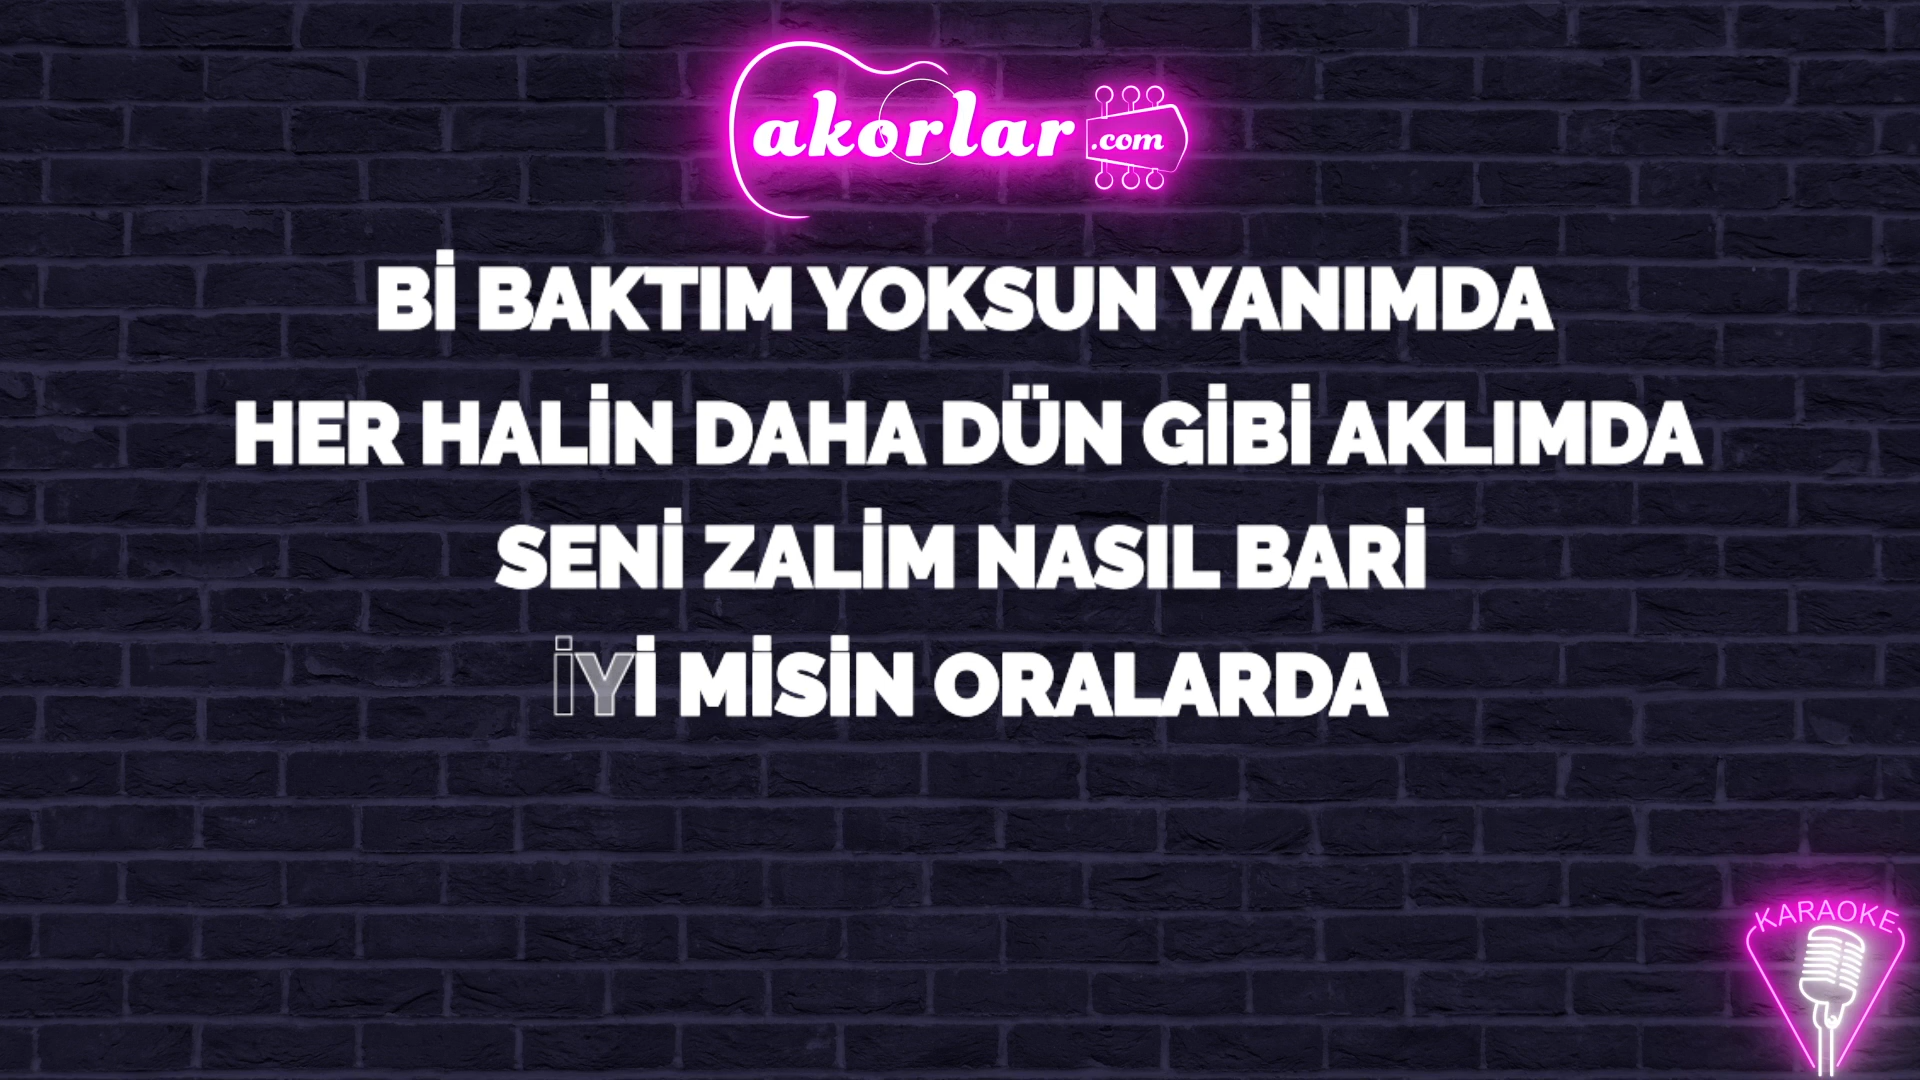 akorlar.com
Bİ BAKTIM YOKSUN YANIMDA
HER HALİN DAHA DÜN GİBİ AKLIMDA
SENİ ZALİM NASIL BARİ
İYİ MİSİN ORALARDA
KARAOKE